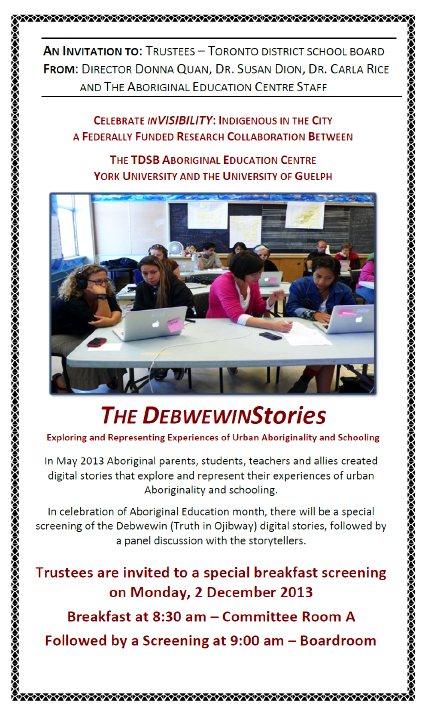 AN INVITATION TO: TRUSTEES – TORONTO DISTRICT SCHOOL BOARD
FROM: DIRECTOR DONNA QUAN, DR. SUSAN DION, DR. CARLA RICE
AND THE ABORIGINAL EDUCATION CENTRE STAFF
CELEBRATE INVISIBILITY: INDIGENOUS IN THE CITY
A FEDERALLY FUNDED RESEARCH COLLABORATION BETWEEN
THE TDSB ABORIGINAL EDUCATION CENTRE
YORK UNIVERSITY AND THE UNIVERSITY OF GUELPH
THE DEBWEWINStories
Exploring and Representing Experiences of Urban Aboriginality and Schooling
In May 2013 Aboriginal parents, students, teachers and allies created
digital stories that explore and represent their experiences of urban
Aboriginality and schooling.
In celebration of Aboriginal Education month, there will be a special
screening of the Debwewin (Truth in Ojibway) digital stories, followed by
a panel discussion with the storytellers.
Trustees are invited to a special breakfast screening
on Monday, 2 December 2013
Breakfast at 8:30 am – Committee Room A
Followed by a Screening at 9:00 am – Boardroom